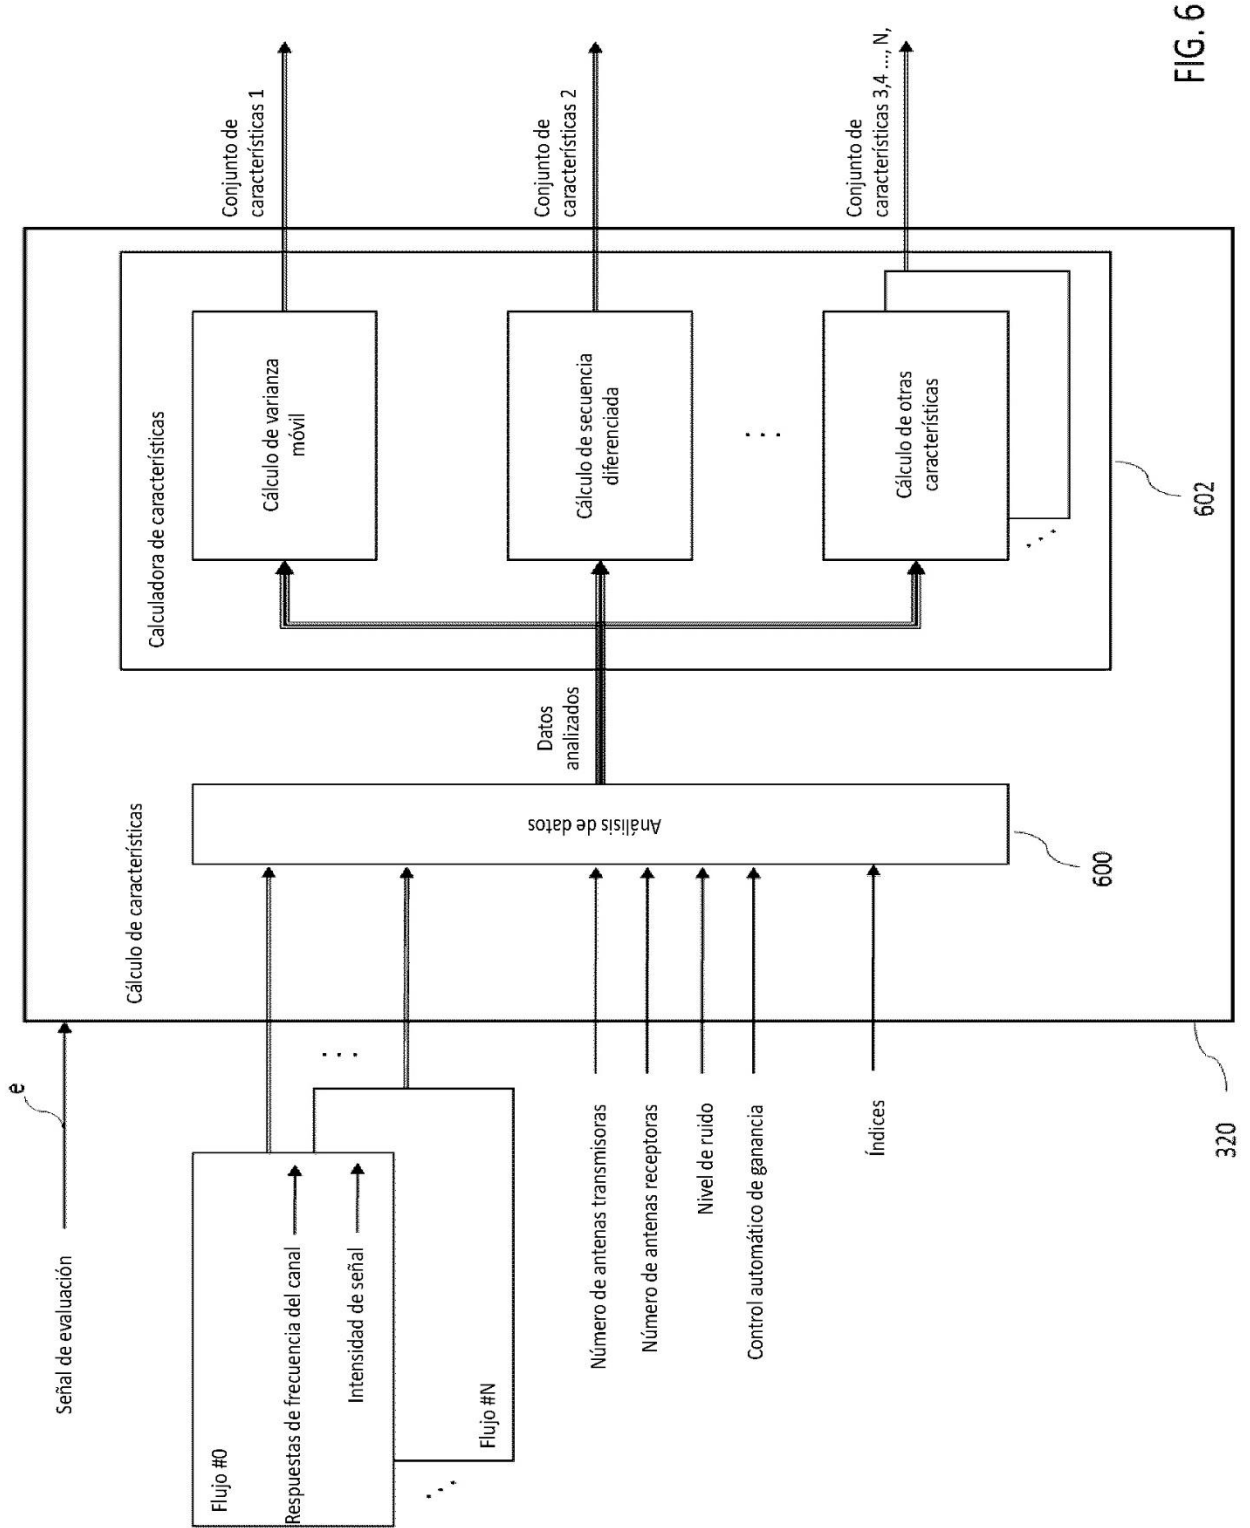 Señal de evaluación
e
Flujo #0
Respuestas de frecuencia del canal
Intensidad de señal
Flujo #N
. . .
. . .
Número de antenas transmisoras
Número de antenas receptoras
Nivel de ruido
Control automático de ganancia
Índices
320
Cálculo de características
Análisis de datos
600
Datos
analizados
Calculadora de características
Cálculo de varianza
móvil
Cálculo de secuencia
diferenciada
. . .
Cálculo de otras
características
. . .
602
Conjunto de
características 1
Conjunto de
características 2
Conjunto de
características 3,4 ..., N,
FIG. 6